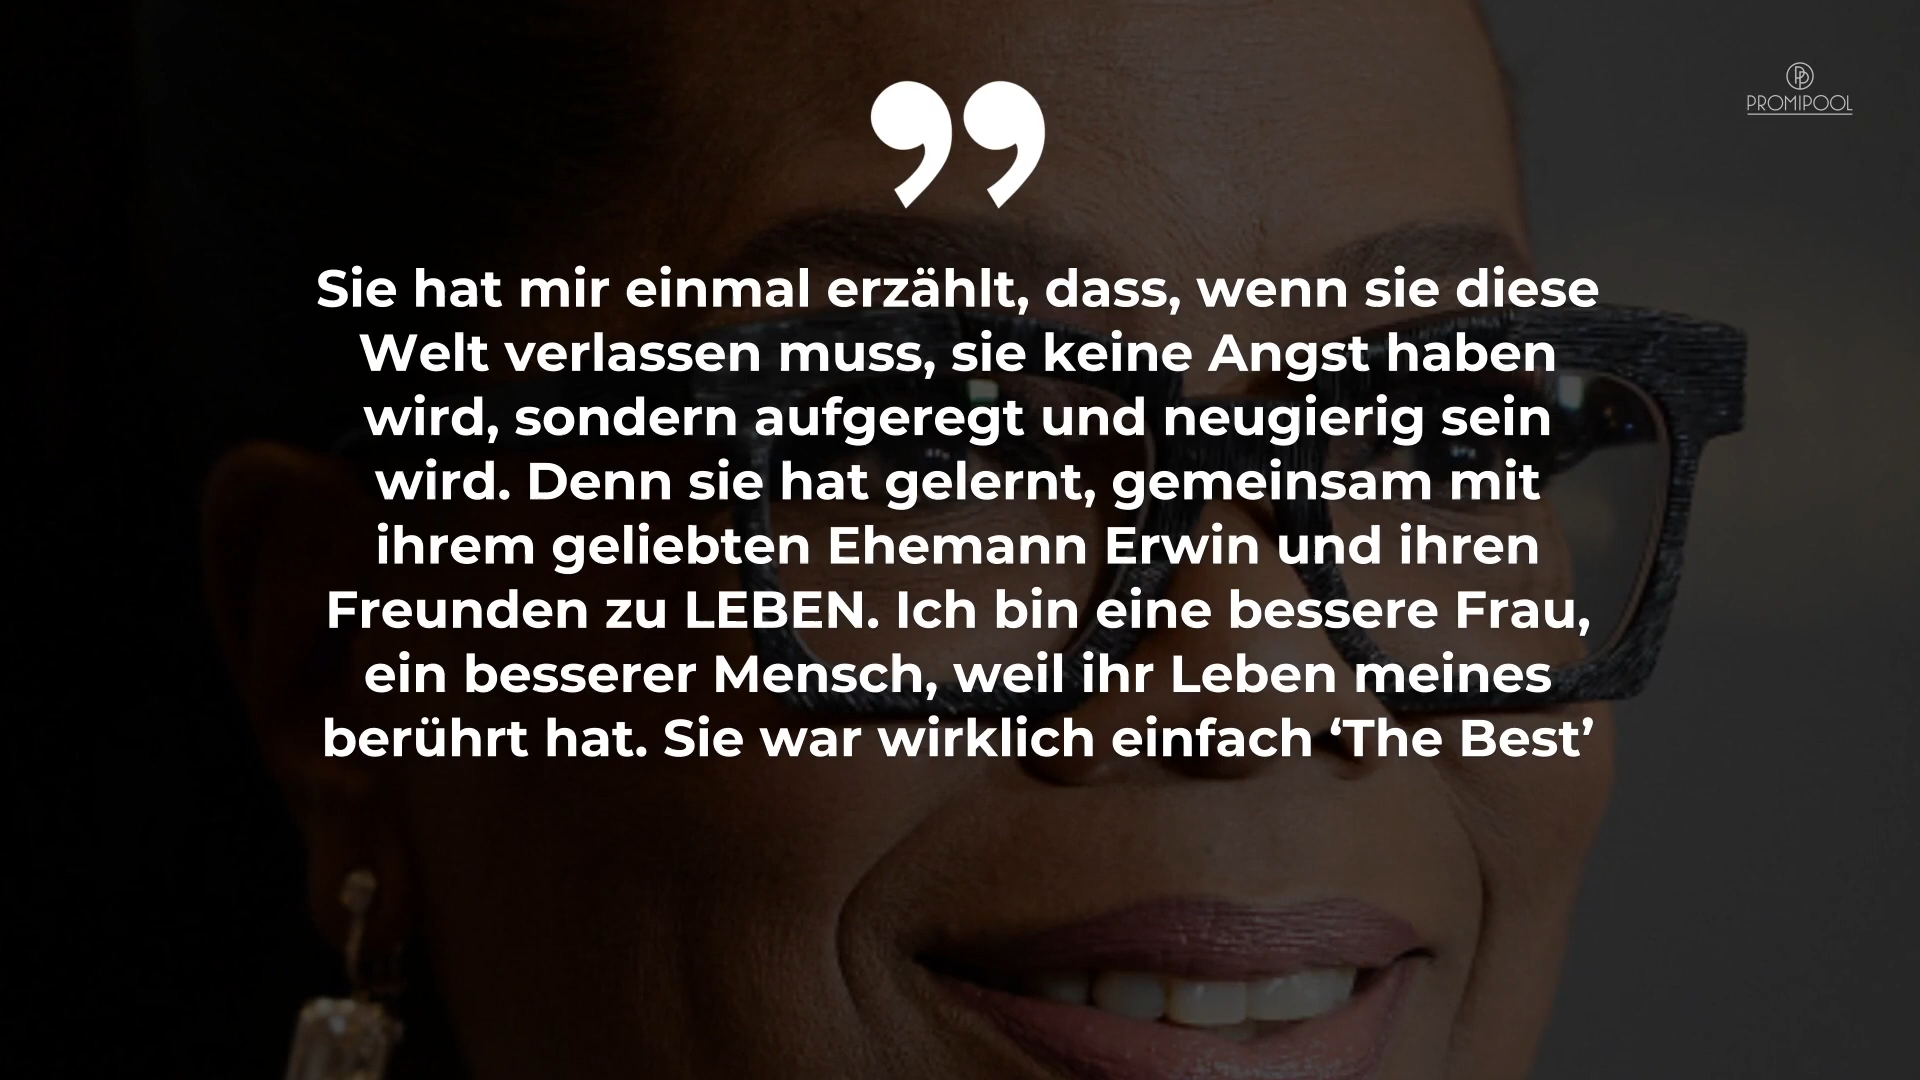 PROMIPOOL
”
Sie hat mir einmal erzählt, dass, wenn sie diese
Welt verlassen muss, sie keine Angst haben
wird, sondern aufgeregt und neugierig sein
wird. Denn sie hat gelernt, gemeinsam mit
ihrem geliebten Ehemann Erwin und ihren
Freunden zu LEBEN. Ich bin eine bessere Frau,
ein besserer Mensch, weil ihr Leben meines
berührt hat. Sie war wirklich einfach ‘The Best’